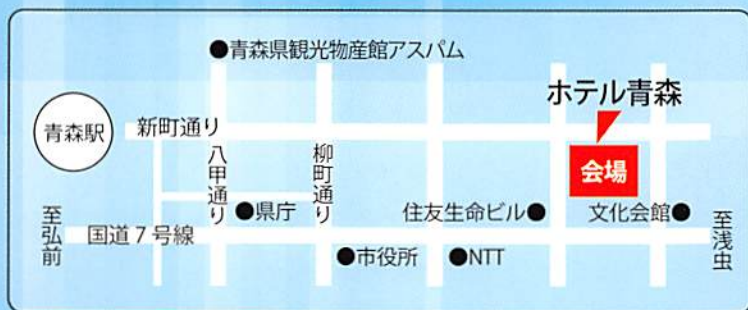 ●青森県観光物産館アスパム
ホテル青森
青森駅
新町通り
会場
八甲通り
柳町通り
●県庁
住友生命ビル●
文化会館●
至弘前
国道7号線
至浅虫
●市役所
●NTT